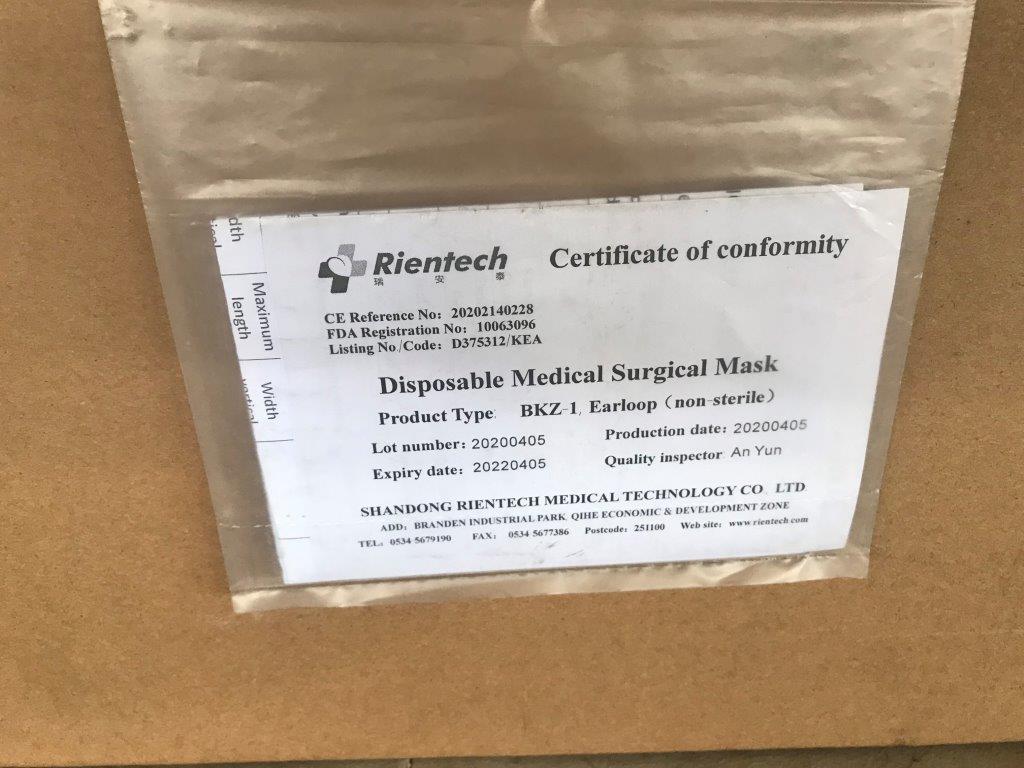 Rientech
瑞 安 泰
Certificate of conformity
CE Reference No: 20202140228
FDA Registration No: 10063096
Listing No./Code: D375312/KEA
Disposable Medical Surgical Mask
Product Type: BKZ-1, Earloop（non-sterile）
Lot number: 20200405
Production date: 20200405
Expiry date: 20220405
Quality inspector An Yun
SHANDONG RIENTECH MEDICAL TECHNOLOGY CO. LTD
ADD: BRANDEN INDUSTRIAL PARK, QIHE ECONOMIC & DEVELOPMENT ZONE
TEL: 0534 5679190 FAX: 0534 5677386 Postcode: 251100 Web site: www.rientech.com
Maximum
length
Width